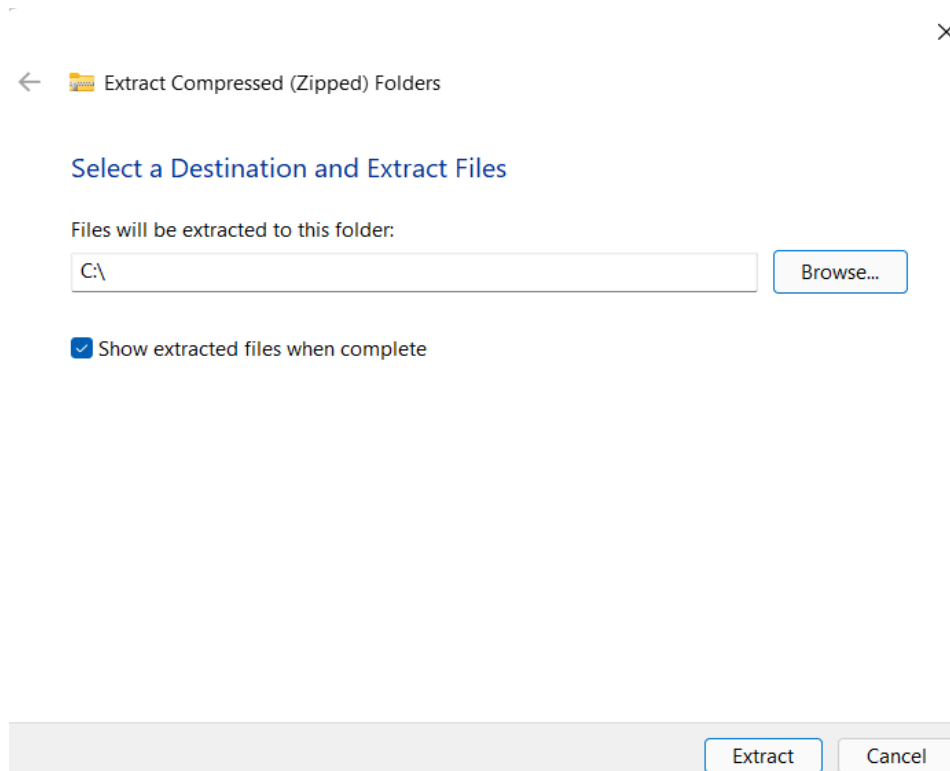 Extract Compressed (Zipped) Folders
Select a Destination and Extract Files
Files will be extracted to this folder:
C:\
Browse...
Show extracted files when complete
Extract
Cancel